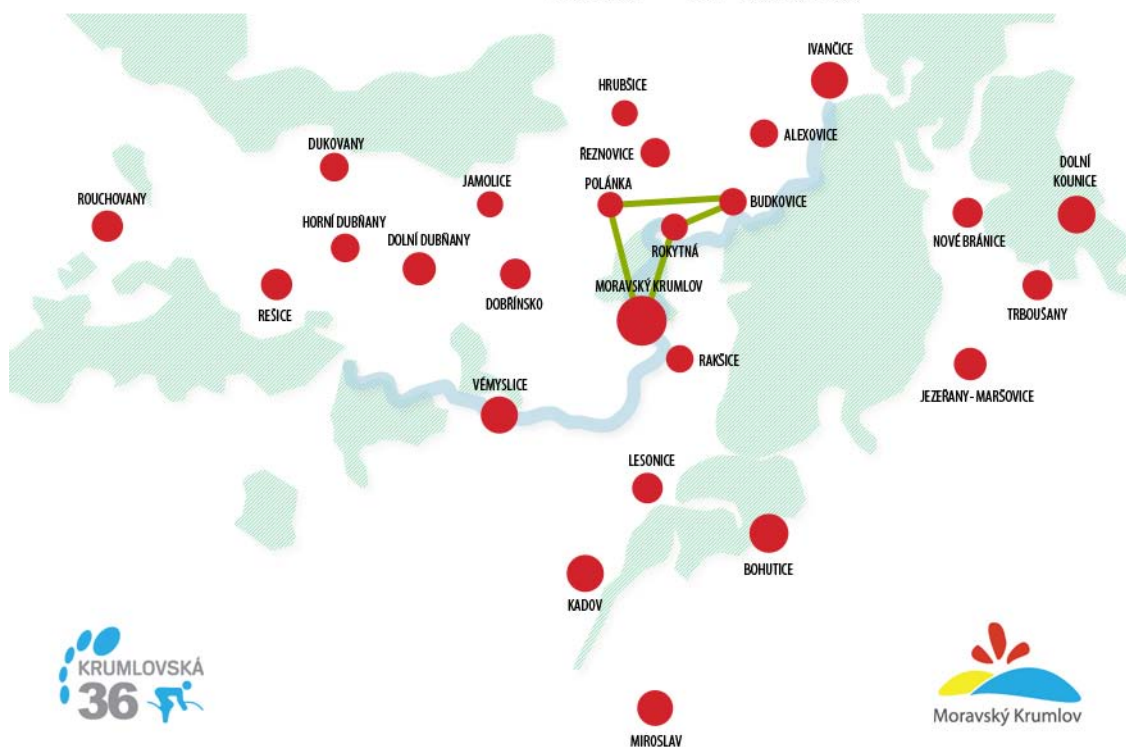 IVANČICE
HRUBŠICE
ALEXOVICE
ŘEZNOVICE
DUKOVANY
DOLNÍ
KOUNICE
JAMOLICE
POLÁNKA
ROUCHOVANY
BUDKOVICE
HORNÍ DUBŇANY
DOLNÍ DUBŇANY
NOVÉ BRÁNICE
ROKYTNÁ
MORAVSKÝ KRUMLOV
DOBŘÍNSKO
REŠICE
TRBOUŠANY
RAKŠICE
VÉMYSLICE
JEZEŘANY-MARŠOVICE
LESONICE
BOHUTICE
KADOV
KRUMLOVSKÁ
36
Moravský Krumlov
MIROSLAV